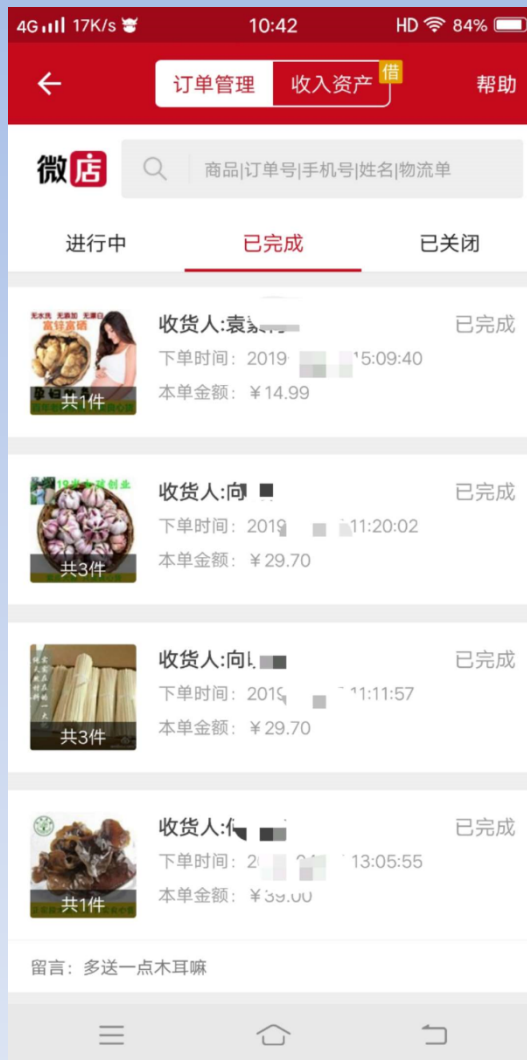 4G 17K/s 10:42 HD 84%
订单管理 收入资产 借 帮助
微店 商品|订单号|手机号|姓名|物流单
进行中 已完成 已关闭
无水洗 无熏加 无漂白
富锌富硒
共1件
收货人:袁 已完成
下单时间：2019 15:09:40
本单金额：￥14.99
共3件
收货人:向 已完成
下单时间：2019 11:20:02
本单金额：￥29.70
共3件
收货人:向 已完成
下单时间：2019 11:11:57
本单金额：￥29.70
共1件
收货人: 已完成
下单时间：2 13:05:55
本单金额：￥39.00
留言：多送一点木耳嘛